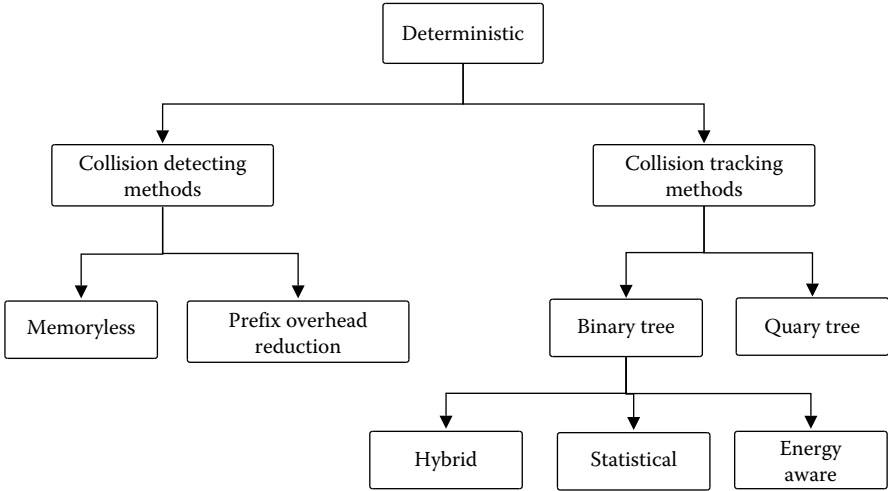 Deterministic
Collision detecting
methods
Collision tracking
methods
Memoryless
Prefix overhead
reduction
Binary tree
Quary tree
Hybrid
Statistical
Energy
aware